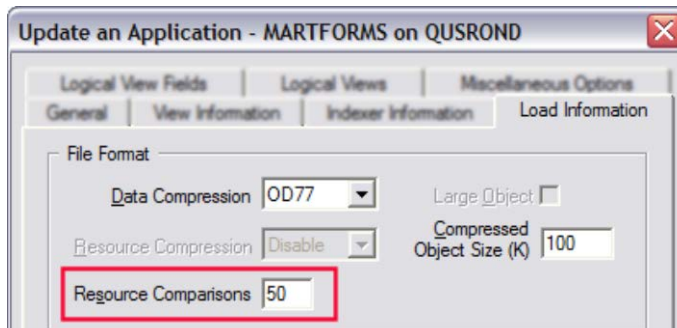 Update an Application - MARTFORMS on QUSROND
Logical View Fields Logical Views Miscellaneous Options
General View Information Indexer Information Load Information
File Format
Data Compression OD77 Large Object
Resource Compression Disable Compressed Object Size (K) 100
Resource Comparisons 50